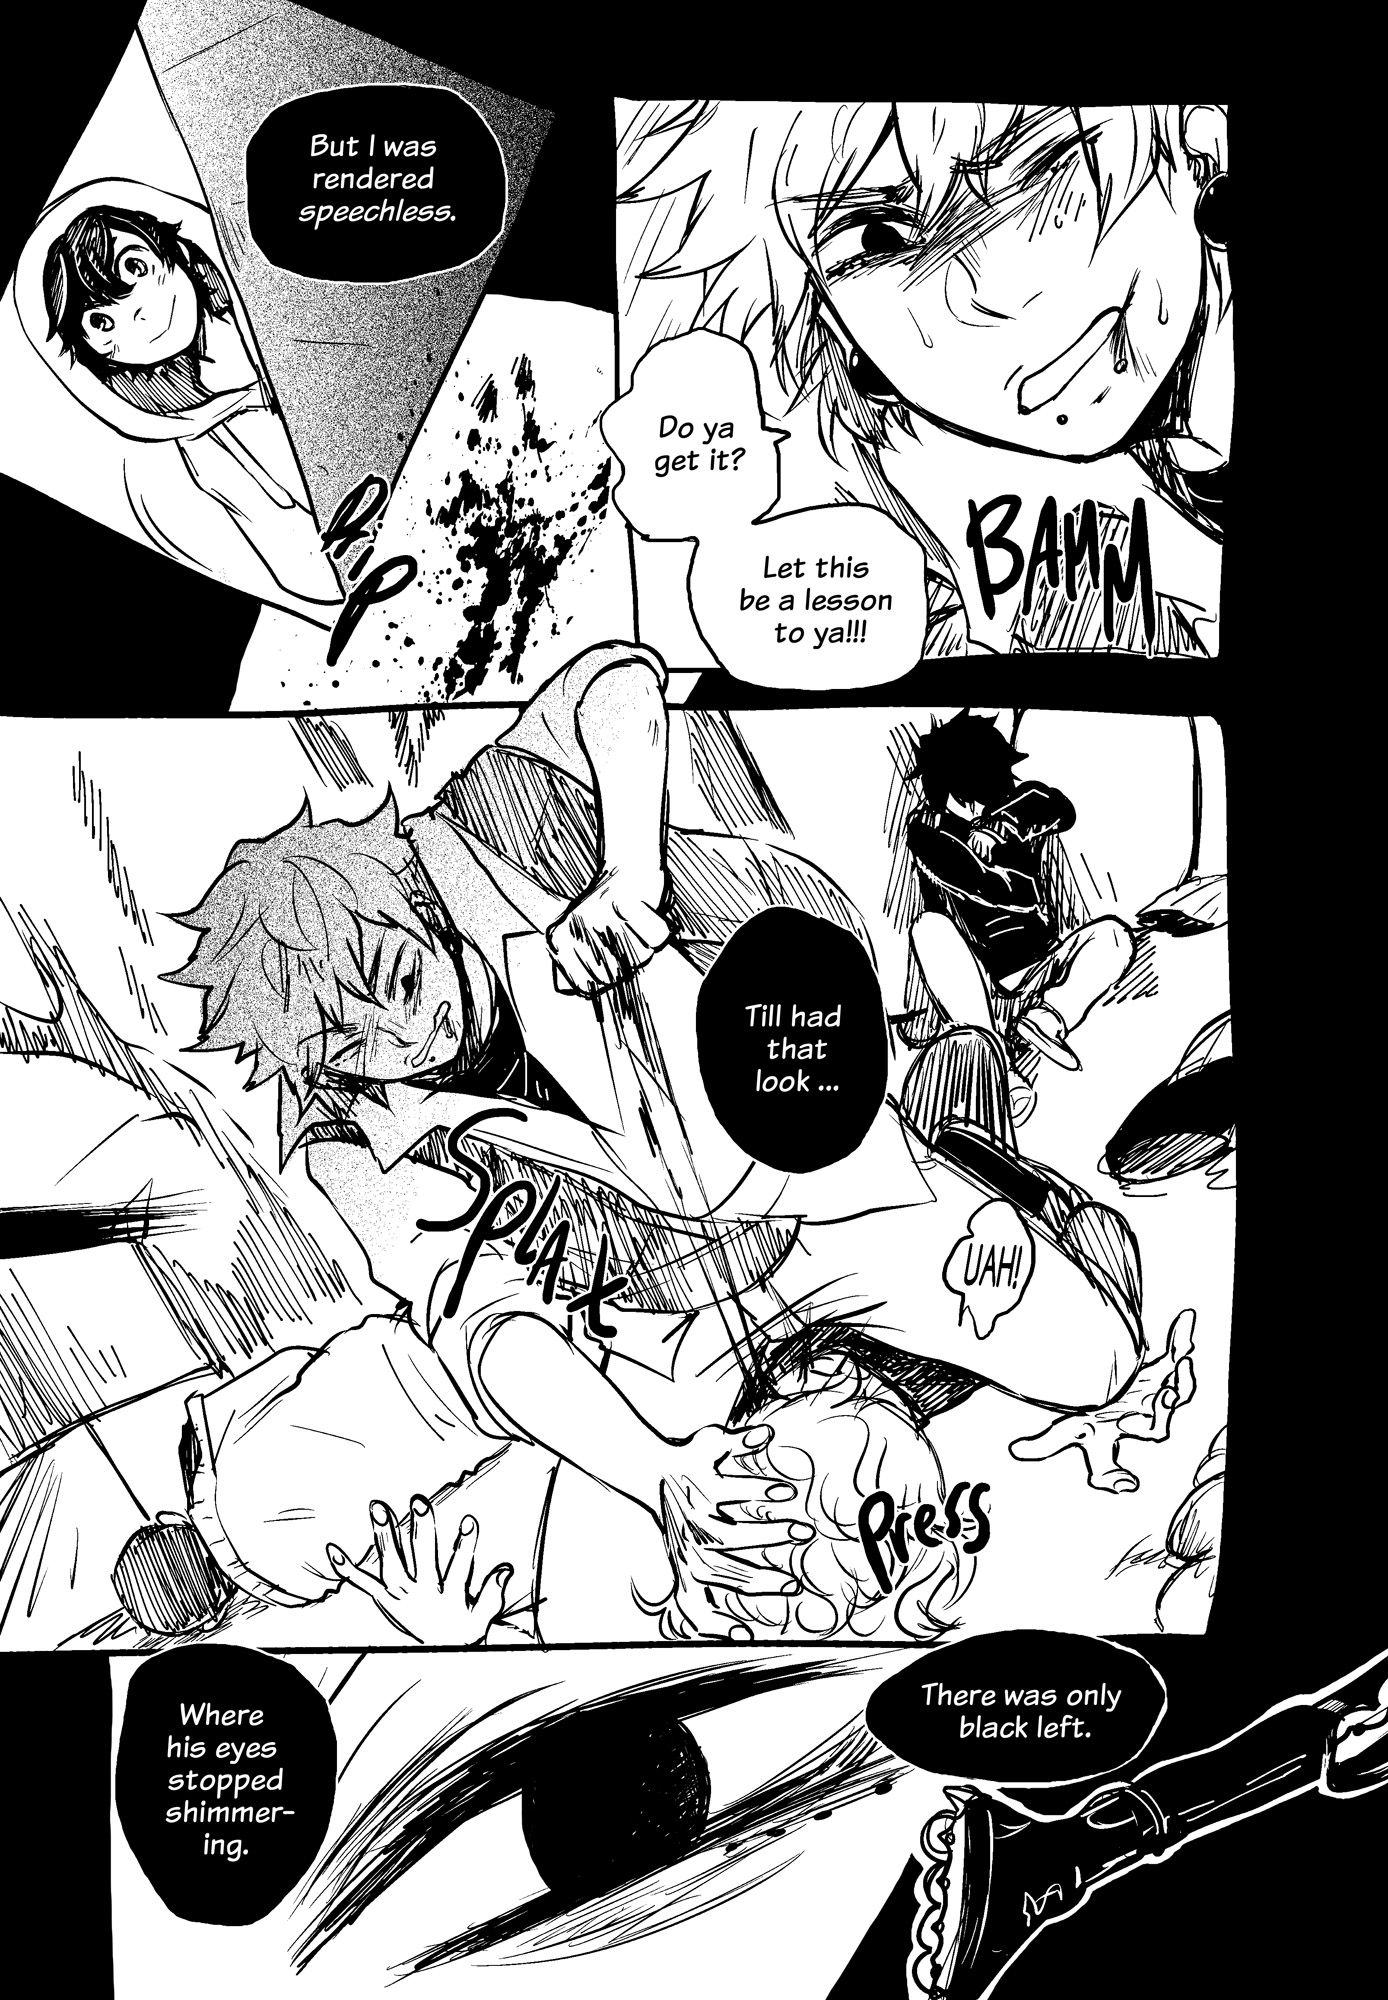 But I was
rendered
speechless.
RIP
Do ya
get it?
Let this
be a lesson
to ya!!!
BAMM
Till had
that
look ...
SPLAt
UAH!
PRESS
Where
his eyes
stopped
shimmer-
ing.
There was only
black left.